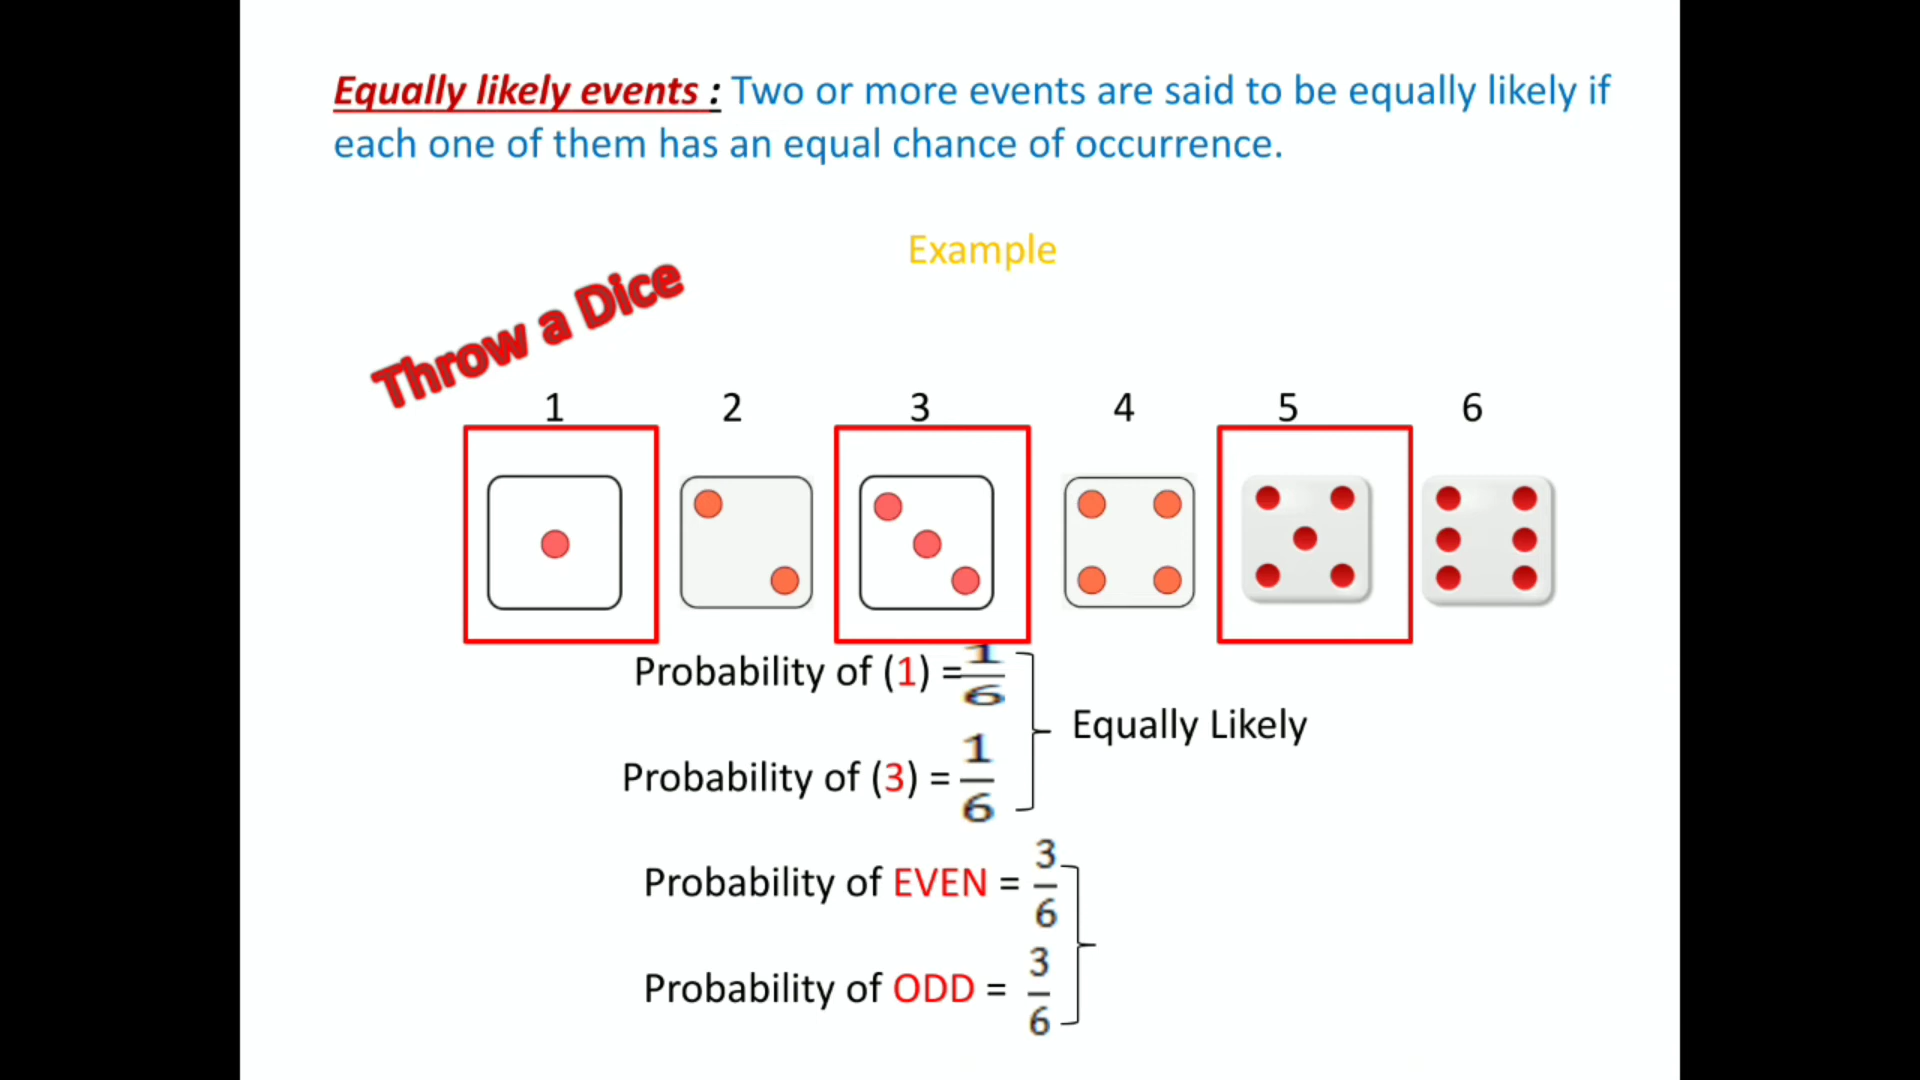 Equally likely events : Two or more events are said to be equally likely if
each one of them has an equal chance of occurrence.
Example
Throw a Dice
1 2 3 4 5 6
Probability of (1) = 1/6
Equally Likely
Probability of (3) = 1/6
Probability of EVEN = 3/6
Probability of ODD = 3/6